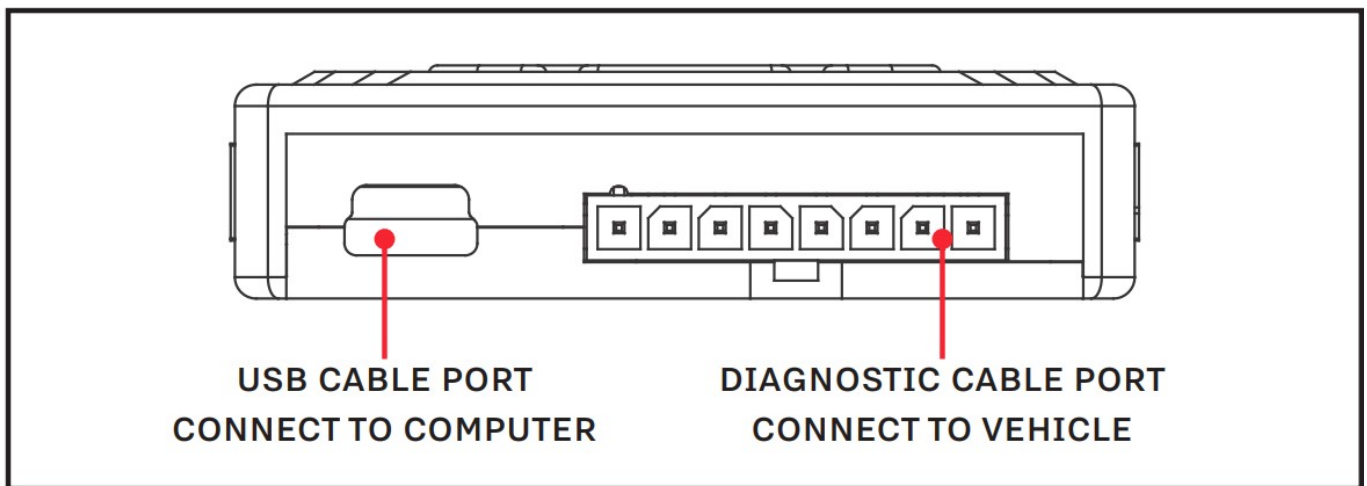 USB CABLE PORT
CONNECT TO COMPUTER
DIAGNOSTIC CABLE PORT
CONNECT TO VEHICLE